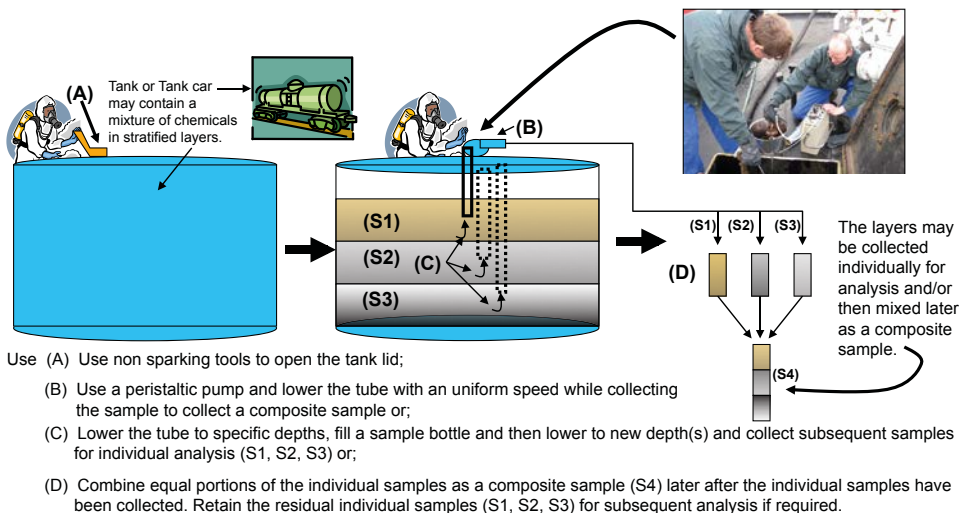 (A)
Tank or Tank car
may contain a
mixture of chemicals
in stratified layers.
(B)
(S1)
(S2)
(S3)
(C)
(S1)
(S2)
(S3)
(D)
(S4)
The layers may
be collected
individually for
analysis and/or
then mixed later
as a composite
sample.
Use (A) Use non sparking tools to open the tank lid;
(B) Use a peristaltic pump and lower the tube with an uniform speed while collecting
the sample to collect a composite sample or;
(C) Lower the tube to specific depths, fill a sample bottle and then lower to new depth(s) and collect subsequent samples
for individual analysis (S1, S2, S3) or;
(D) Combine equal portions of the individual samples as a composite sample (S4) later after the individual samples have
been collected. Retain the residual individual samples (S1, S2, S3) for subsequent analysis if required.